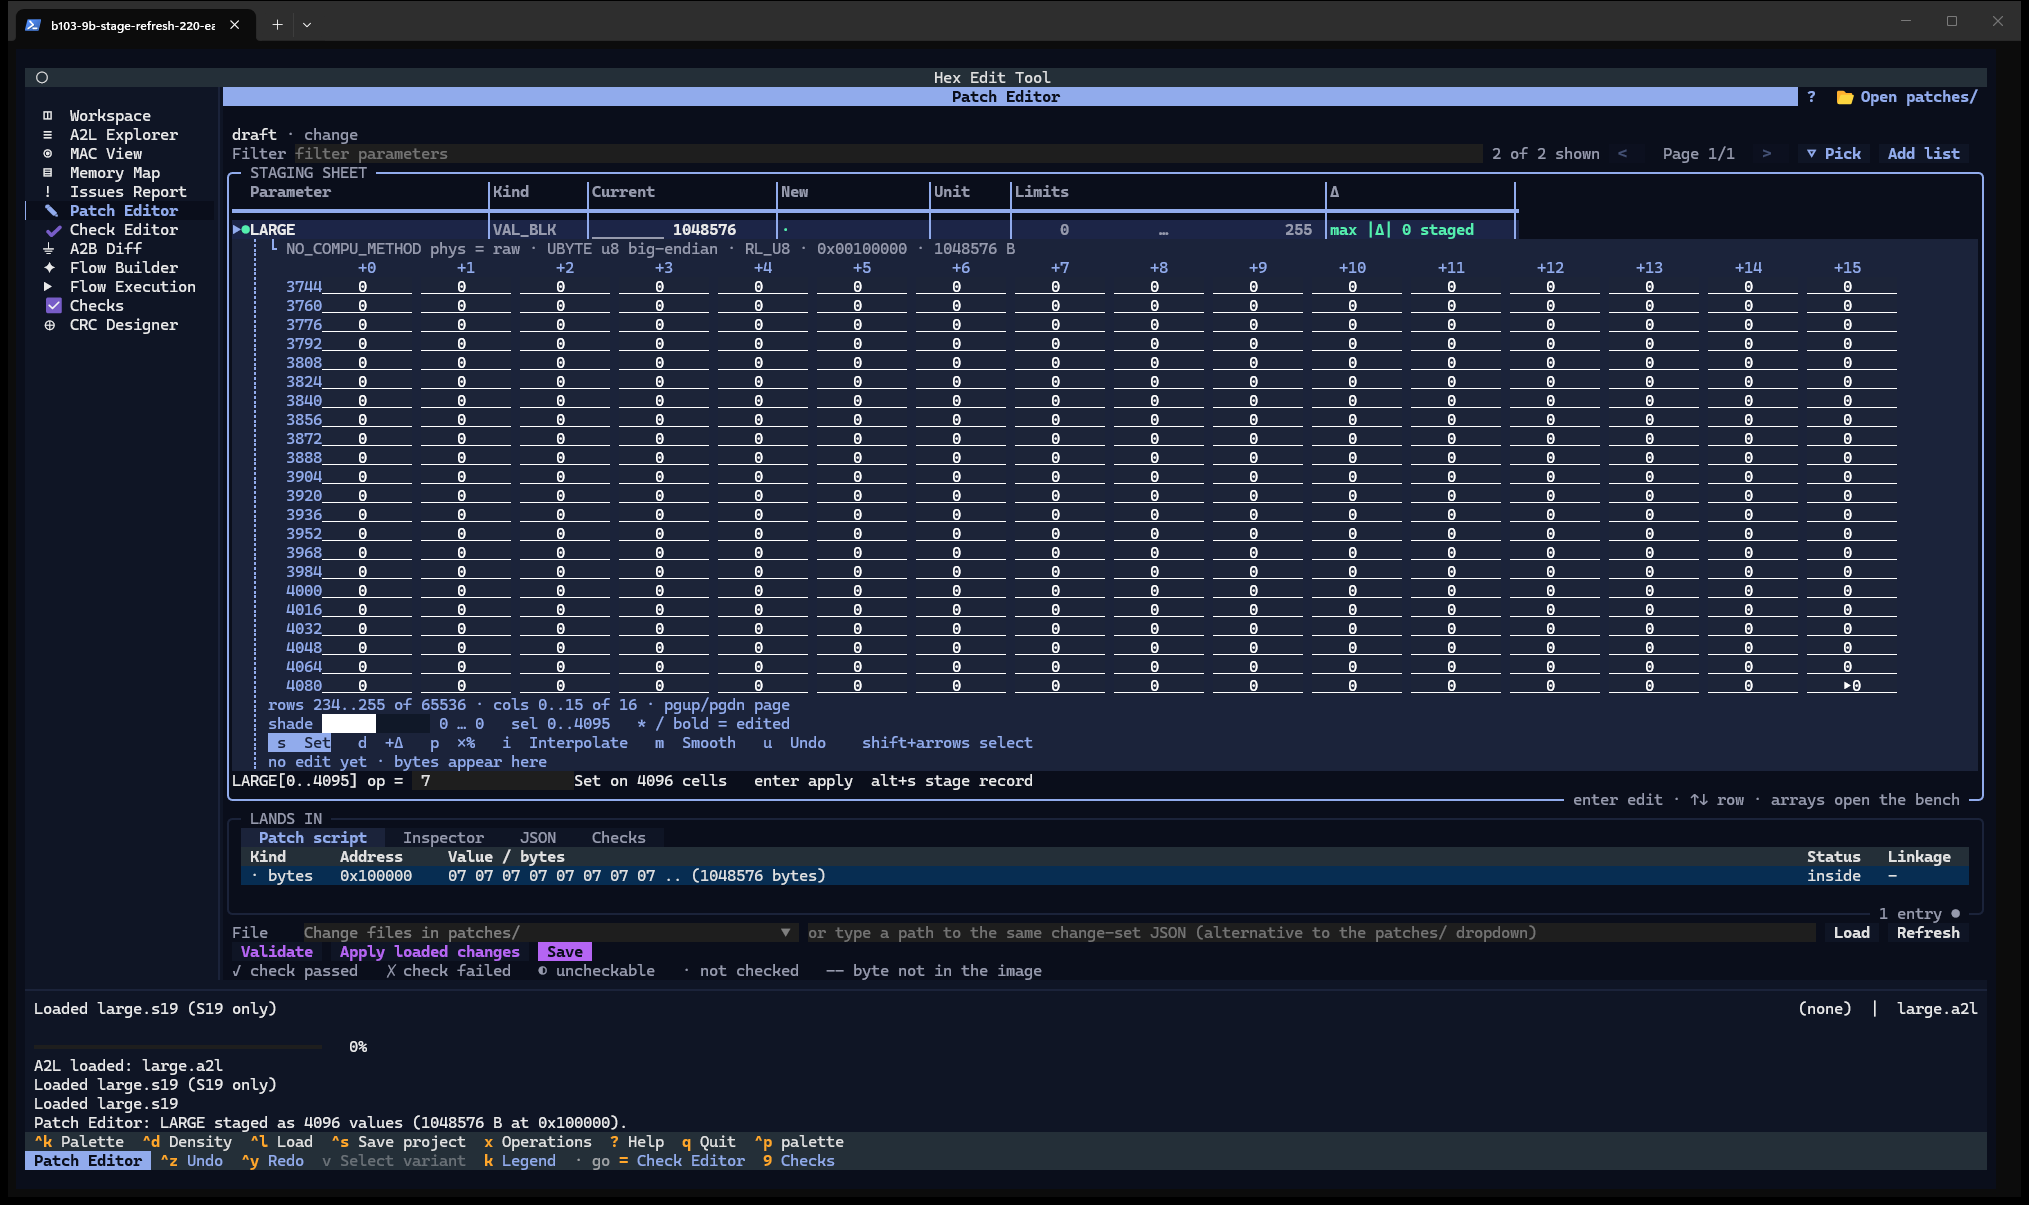 b103-9b-stage-refresh-220-ea
Hex Edit Tool
Patch Editor ? Open patches/
Workspace
A2L Explorer
MAC View
Memory Map
! Issues Report
Patch Editor
Check Editor
A2B Diff
Flow Builder
Flow Execution
Checks
CRC Designer
draft · change
Filter filter parameters 2 of 2 shown < Page 1/1 > ▽ Pick Add list
STAGING SHEET
Parameter Kind Current New Unit Limits Δ
▶●LARGE VAL_BLK ________ 1048576 · 0 … 255 max |Δ| 0 staged
└ NO_COMPU_METHOD phys = raw · UBYTE u8 big-endian · RL_U8 · 0x00100000 · 1048576 B
+0 +1 +2 +3 +4 +5 +6 +7 +8 +9 +10 +11 +12 +13 +14 +15
3744 0 0 0 0 0 0 0 0 0 0 0 0 0 0 0 0
3760 0 0 0 0 0 0 0 0 0 0 0 0 0 0 0 0
3776 0 0 0 0 0 0 0 0 0 0 0 0 0 0 0 0
3792 0 0 0 0 0 0 0 0 0 0 0 0 0 0 0 0
3808 0 0 0 0 0 0 0 0 0 0 0 0 0 0 0 0
3824 0 0 0 0 0 0 0 0 0 0 0 0 0 0 0 0
3840 0 0 0 0 0 0 0 0 0 0 0 0 0 0 0 0
3856 0 0 0 0 0 0 0 0 0 0 0 0 0 0 0 0
3872 0 0 0 0 0 0 0 0 0 0 0 0 0 0 0 0
3888 0 0 0 0 0 0 0 0 0 0 0 0 0 0 0 0
3904 0 0 0 0 0 0 0 0 0 0 0 0 0 0 0 0
3920 0 0 0 0 0 0 0 0 0 0 0 0 0 0 0 0
3936 0 0 0 0 0 0 0 0 0 0 0 0 0 0 0 0
3952 0 0 0 0 0 0 0 0 0 0 0 0 0 0 0 0
3968 0 0 0 0 0 0 0 0 0 0 0 0 0 0 0 0
3984 0 0 0 0 0 0 0 0 0 0 0 0 0 0 0 0
4000 0 0 0 0 0 0 0 0 0 0 0 0 0 0 0 0
4016 0 0 0 0 0 0 0 0 0 0 0 0 0 0 0 0
4032 0 0 0 0 0 0 0 0 0 0 0 0 0 0 0 0
4048 0 0 0 0 0 0 0 0 0 0 0 0 0 0 0 0
4064 0 0 0 0 0 0 0 0 0 0 0 0 0 0 0 0
4080 0 0 0 0 0 0 0 0 0 0 0 0 0 0 0 ▶0
rows 234..255 of 65536 · cols 0..15 of 16 · pgup/pgdn page
shade 0 … 0 sel 0..4095 * / bold = edited
s Set d +Δ p ×% i Interpolate m Smooth u Undo shift+arrows select
no edit yet · bytes appear here
LARGE[0..4095] op = 7 Set on 4096 cells enter apply alt+s stage record
enter edit · ↑↓ row · arrays open the bench
LANDS IN
Patch script Inspector JSON Checks
Kind Address Value / bytes Status Linkage
· bytes 0x100000 07 07 07 07 07 07 07 07 .. (1048576 bytes) inside —
1 entry ●
File Change files in patches/ ▼ or type a path to the same change-set JSON (alternative to the patches/ dropdown) Load Refresh
Validate Apply loaded changes Save
√ check passed ╳ check failed ◐ uncheckable · not checked —— byte not in the image
Loaded large.s19 (S19 only) (none) | large.a2l
0%
A2L loaded: large.a2l
Loaded large.s19 (S19 only)
Loaded large.s19
Patch Editor: LARGE staged as 4096 values (1048576 B at 0x100000).
^k Palette ^d Density ^l Load ^s Save project x Operations ? Help q Quit ^p palette
Patch Editor ^z Undo ^y Redo v Select variant k Legend · go = Check Editor 9 Checks